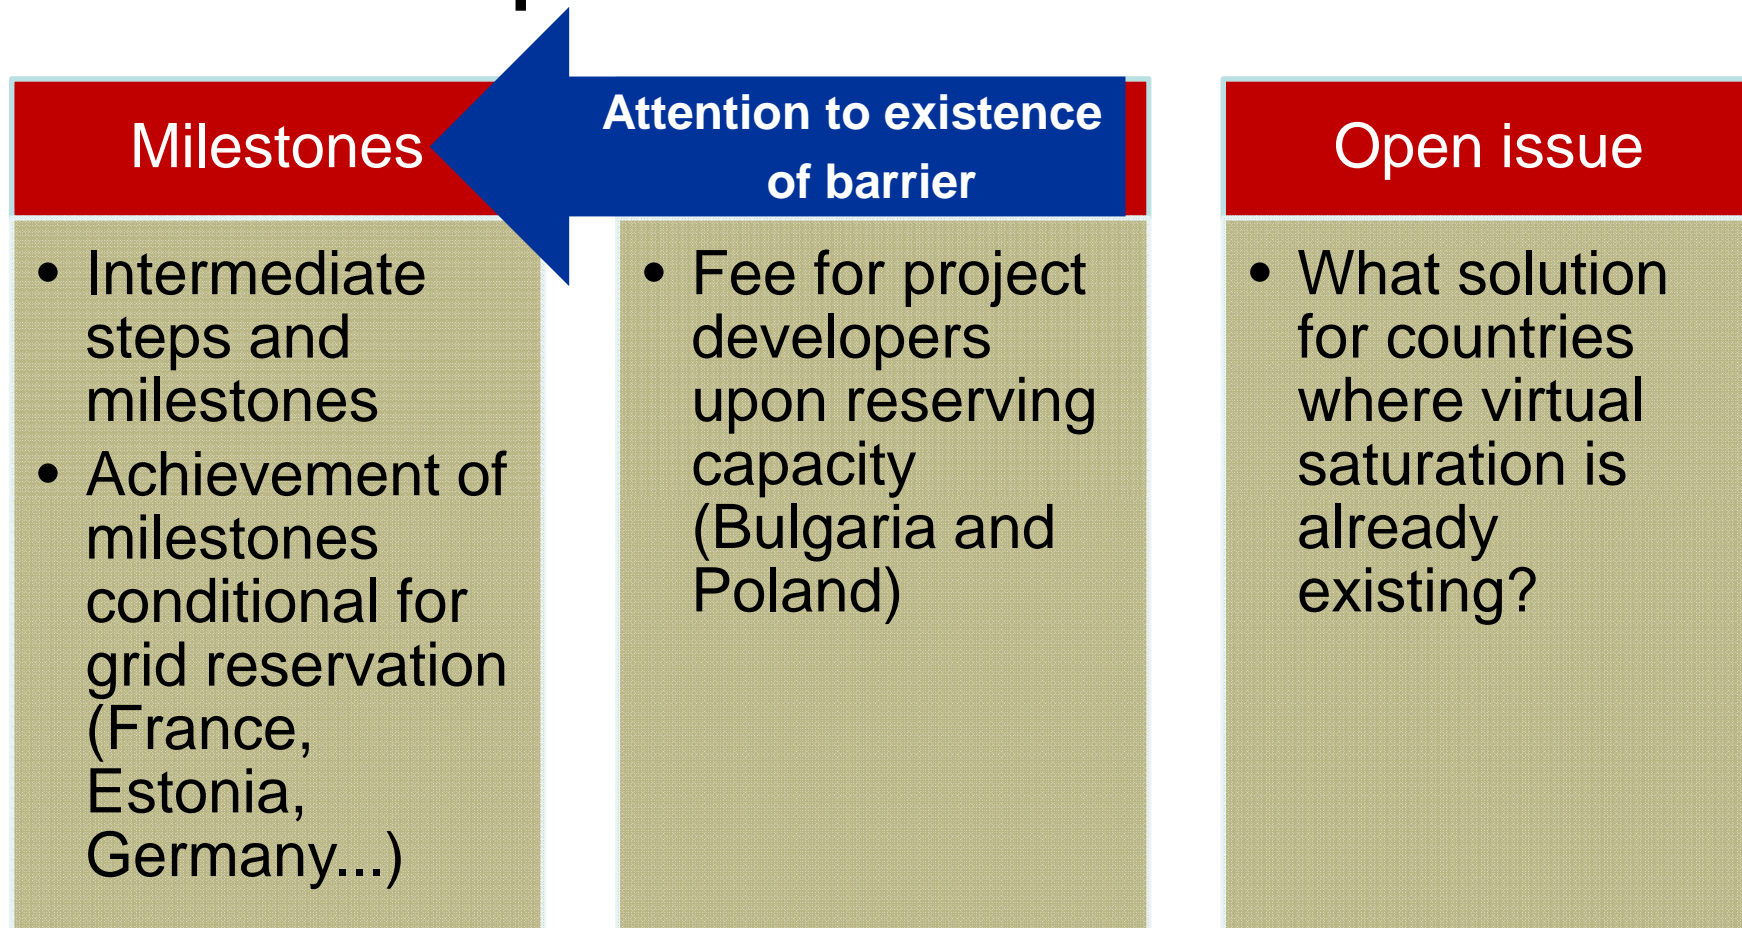 Milestones
• Intermediate
steps and
milestones
• Achievement of
milestones
conditional for
grid reservation
(France,
Estonia,
Germany...)
Attention to existence
of barrier
• Fee for project
developers
upon reserving
capacity
(Bulgaria and
Poland)
Open issue
• What solution
for countries
where virtual
saturation is
already
existing?